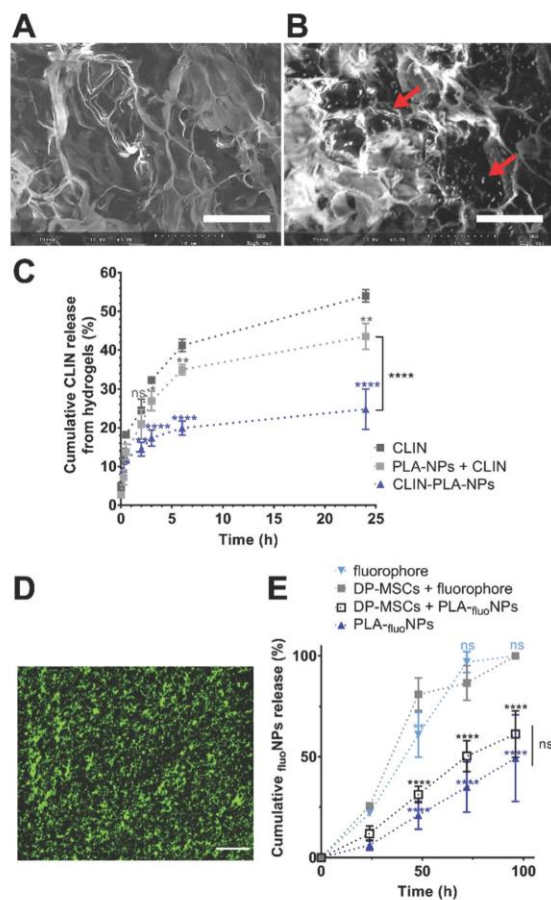 A
B
C
Cumulative CLIN release
from hydrogels (%)
60
50
40
30
20
10
0
ns
*
**
**
****
****
****
****
****
0 5 10 15 20 25
Time (h)
CLIN
PLA-NPs + CLIN
CLIN-PLA-NPs
D
E
fluorophore
DP-MSCs + fluorophore
DP-MSCs + PLA-fluoNPs
PLA-fluoNPs
Cumulative fluoNPs release (%)
100
50
0
ns ns
****
****
****
****
****
****
ns
0 50 100
Time (h)